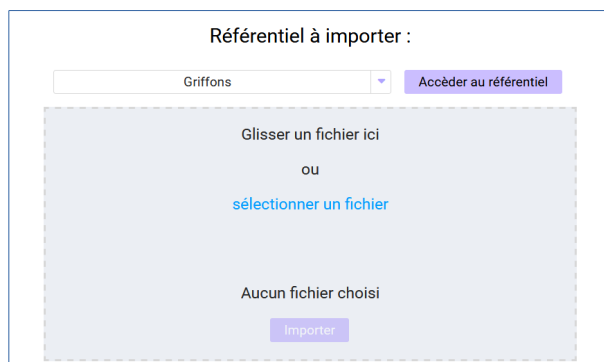 Référentiel à importer :
Griffons
Accèder au référentiel
Glisser un fichier ici
ou
sélectionner un fichier
Aucun fichier choisi
Importer